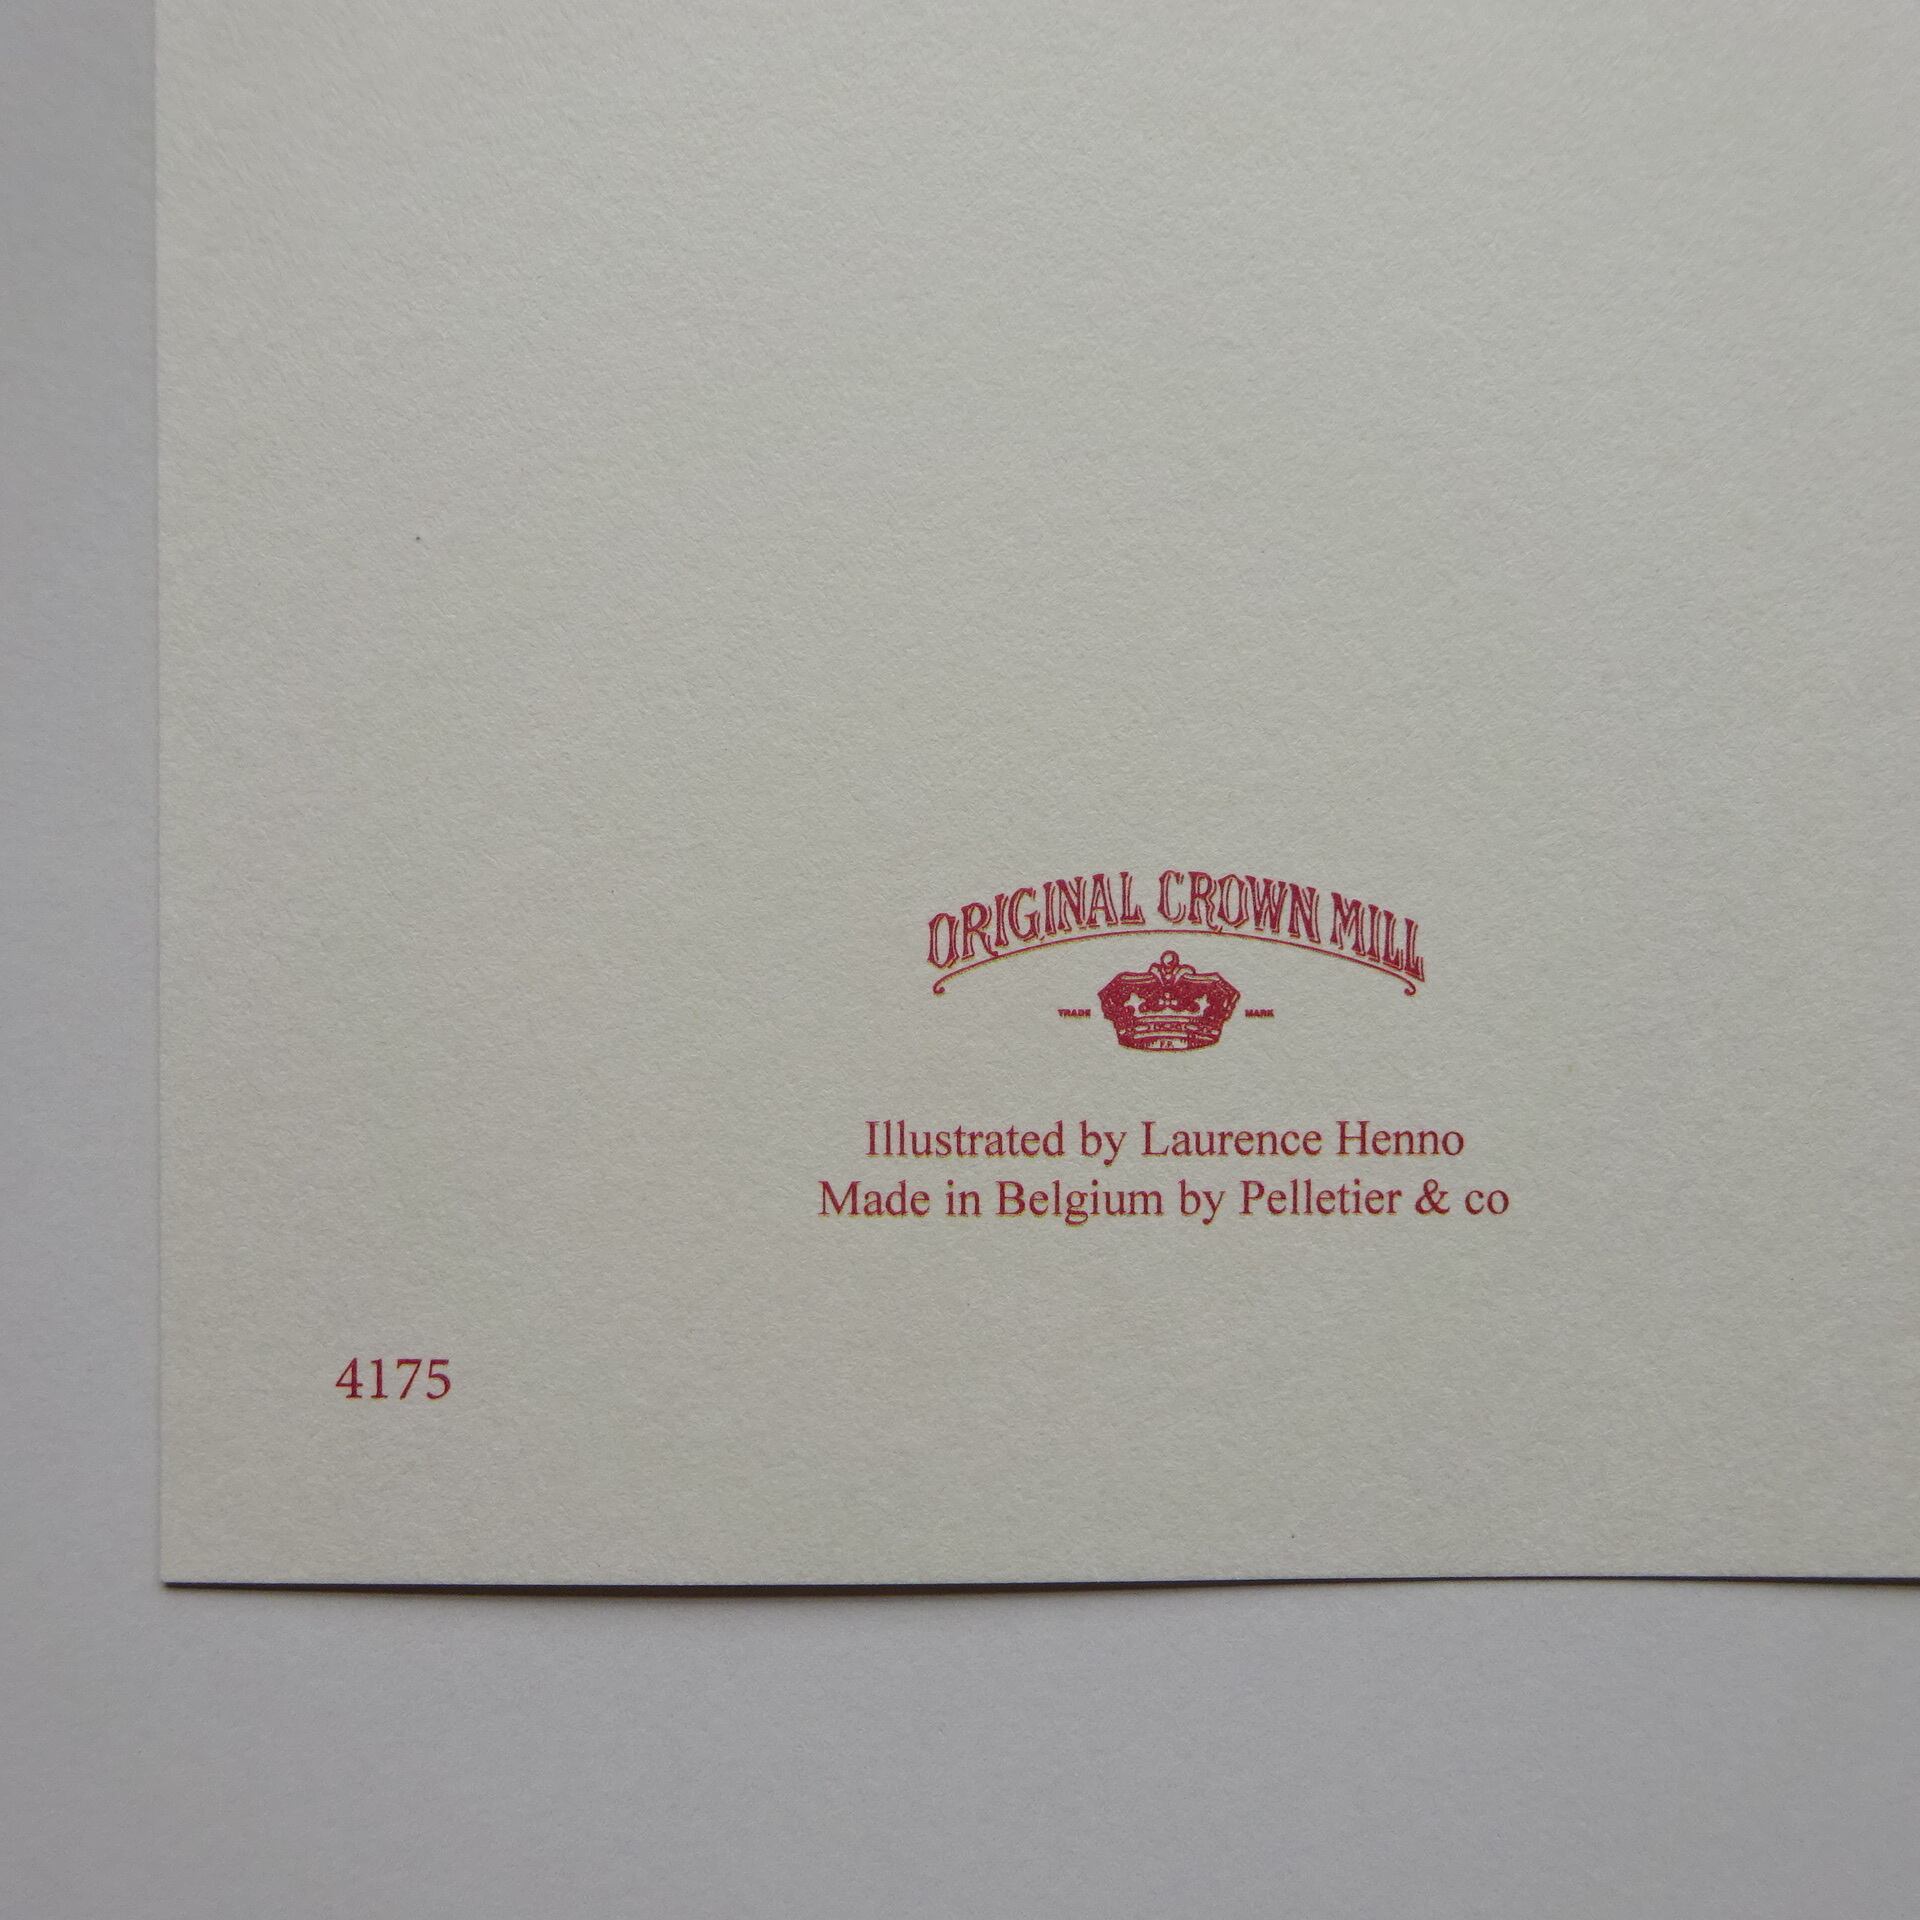 ORIGINAL CROWN MILL
TRADE MARK
Illustrated by Laurence Henno
Made in Belgium by Pelletier & co
4175